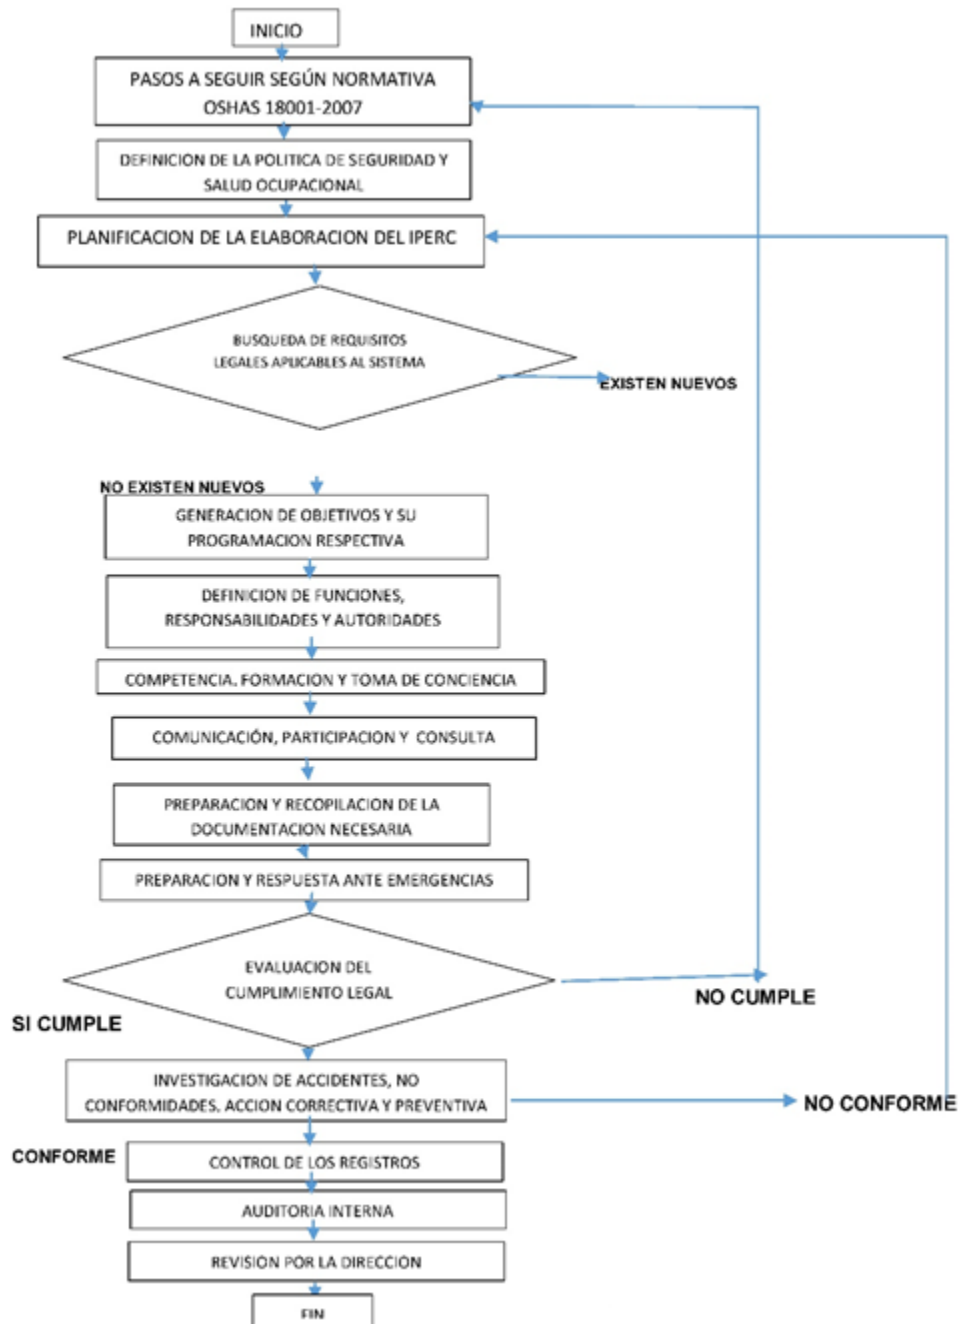 INICIO
PASOS A SEGUIR SEGÚN NORMATIVA
OSHAS 18001-2007
DEFINICION DE LA POLITICA DE SEGURIDAD Y
SALUD OCUPACIONAL
PLANIFICACION DE LA ELABORACION DEL IPERC
BUSQUEDA DE REQUISITOS
LEGALES APLICABLES AL SISTEMA
EXISTEN NUEVOS
NO EXISTEN NUEVOS
GENERACION DE OBJETIVOS Y SU
PROGRAMACION RESPECTIVA
DEFINICION DE FUNCIONES,
RESPONSABILIDADES Y AUTORIDADES
COMPETENCIA. FORMACION Y TOMA DE CONCIENCIA
COMUNICACIÓN, PARTICIPACION Y CONSULTA
PREPARACION Y RECOPILACION DE LA
DOCUMENTACION NECESARIA
PREPARACION Y RESPUESTA ANTE EMERGENCIAS
EVALUACION DEL
CUMPLIMIENTO LEGAL
NO CUMPLE
SI CUMPLE
INVESTIGACION DE ACCIDENTES, NO
CONFORMIDADES. ACCION CORRECTIVA Y PREVENTIVA
NO CONFORME
CONFORME
CONTROL DE LOS REGISTROS
AUDITORIA INTERNA
REVISION POR LA DIRECCION
FIN